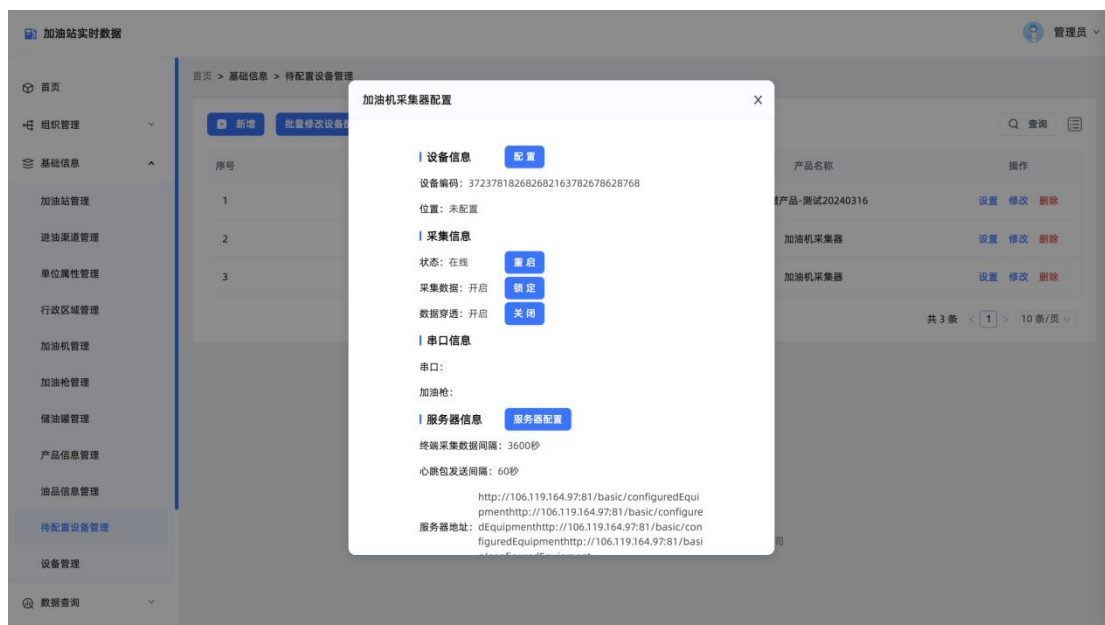 加油站实时数据
管理员
首页
组织管理
基础信息
加油站管理
进油渠道管理
单位属性管理
行政区域管理
加油机管理
加油枪管理
储油罐管理
产品信息管理
油品信息管理
待配置设备管理
设备管理
数据查询
首页 > 基础信息 > 待配置设备管理
新增 批量修改设备
查询
序号 产品名称 操作
1 产品-测试20240316 设置 修改 删除
2 加油机采集器 设置 修改 删除
3 加油机采集器 设置 修改 删除
共 3 条 < 1 > 10 条/页
加油机采集器配置 X
设备信息 配 置
设备编码: 37237818268268216378267862876​8
位置: 未配置
采集信息
状态: 在线 重 启
采集数据: 开启 锁 定
数据穿透: 开启 关 闭
串口信息
串口:
加油枪:
服务器信息 服务器配置
终端采集数据间隔: 3600秒
心跳包发送间隔: 60秒
http://106.119.164.97:81/basic/configuredEqui
pmenthttp://106.119.164.97:81/basic/configure
服务器地址: dEquipmenthttp://106.119.164.97:81/basic/con
figuredEquipmenthttp://106.119.164.97:81/basi